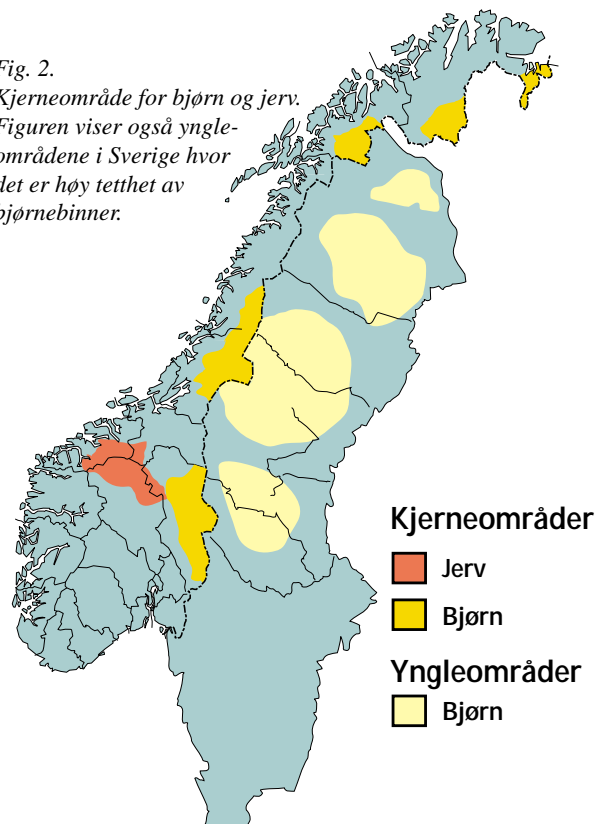 Fig. 2.
Kjerneområde for bjørn og jerv.
Figuren viser også yngle-
områdene i Sverige hvor
det er høy tetthet av
bjørnebinner.
Kjerneområder
Jerv
Bjørn
Yngleområder
Bjørn